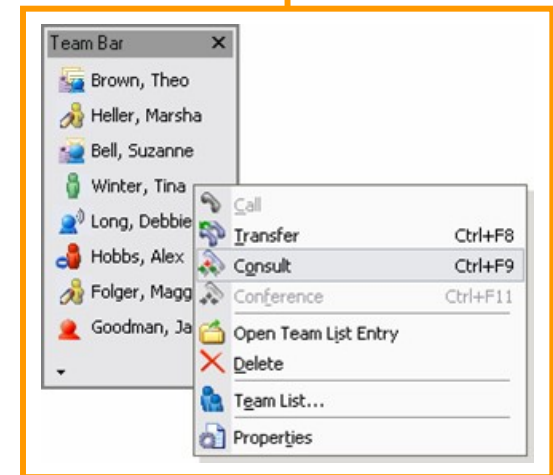 Team Bar
Brown, Theo
Heller, Marsha
Bell, Suzanne
Winter, Tina
Long, Debbie
Hobbs, Alex
Folger, Magg
Goodman, Ja
Call
Transfer Ctrl+F8
Consult Ctrl+F9
Conference Ctrl+F11
Open Team List Entry
Delete
Team List...
Properties